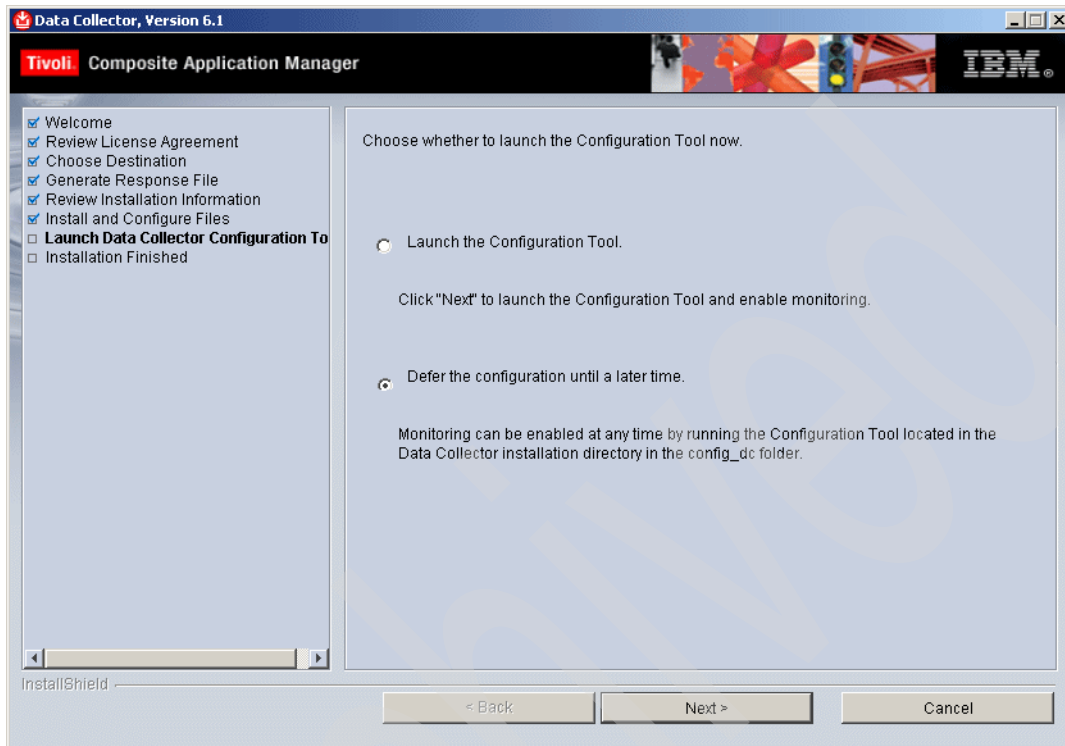 Data Collector, Version 6.1
Tivoli. Composite Application Manager
IBM®
Welcome
Review License Agreement
Choose Destination
Generate Response File
Review Installation Information
Install and Configure Files
Launch Data Collector Configuration To
Installation Finished
Choose whether to launch the Configuration Tool now.
Launch the Configuration Tool.
Click "Next" to launch the Configuration Tool and enable monitoring.
Defer the configuration until a later time.
Monitoring can be enabled at any time by running the Configuration Tool located in the
Data Collector installation directory in the config_dc folder.
InstallShield
< Back
Next >
Cancel